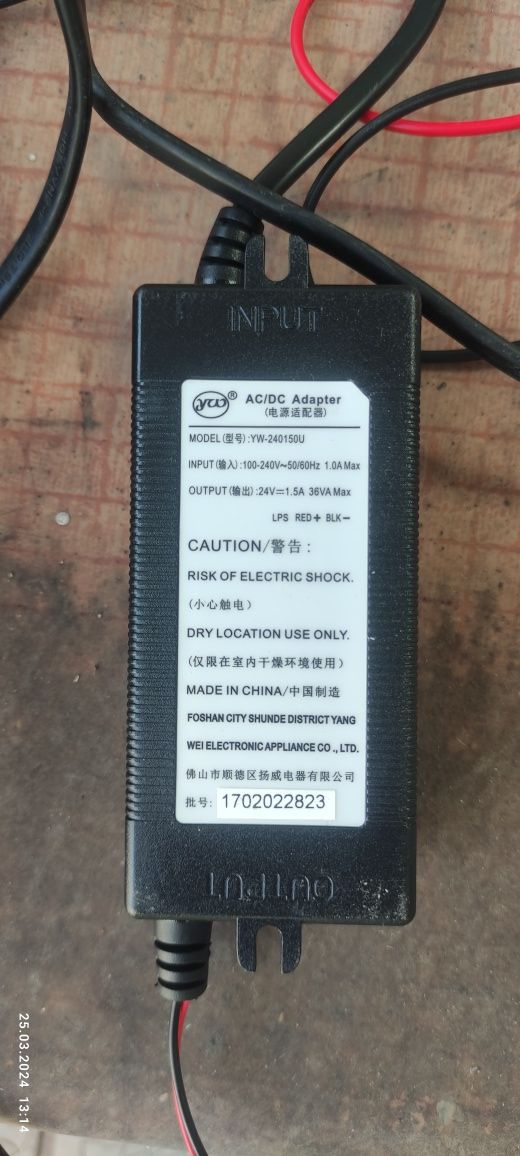 INPUT
yw® AC/DC Adapter
(电源适配器)
MODEL(型号):YW-240150U
INPUT(输入):100-240V~50/60Hz 1.0A Max
OUTPUT(输出):24V⎓1.5A 36VA Max
LPS RED+ BLK−
CAUTION/警告:
RISK OF ELECTRIC SHOCK.
(小心触电)
DRY LOCATION USE ONLY.
(仅限在室内干燥环境使用)
MADE IN CHINA/中国制造
FOSHAN CITY SHUNDE DISTRICT YANG
WEI ELECTRONIC APPLIANCE CO., LTD.
佛山市顺德区扬威电器有限公司
批号: 1702022823
OUTPUT
25.03.2024 13:14